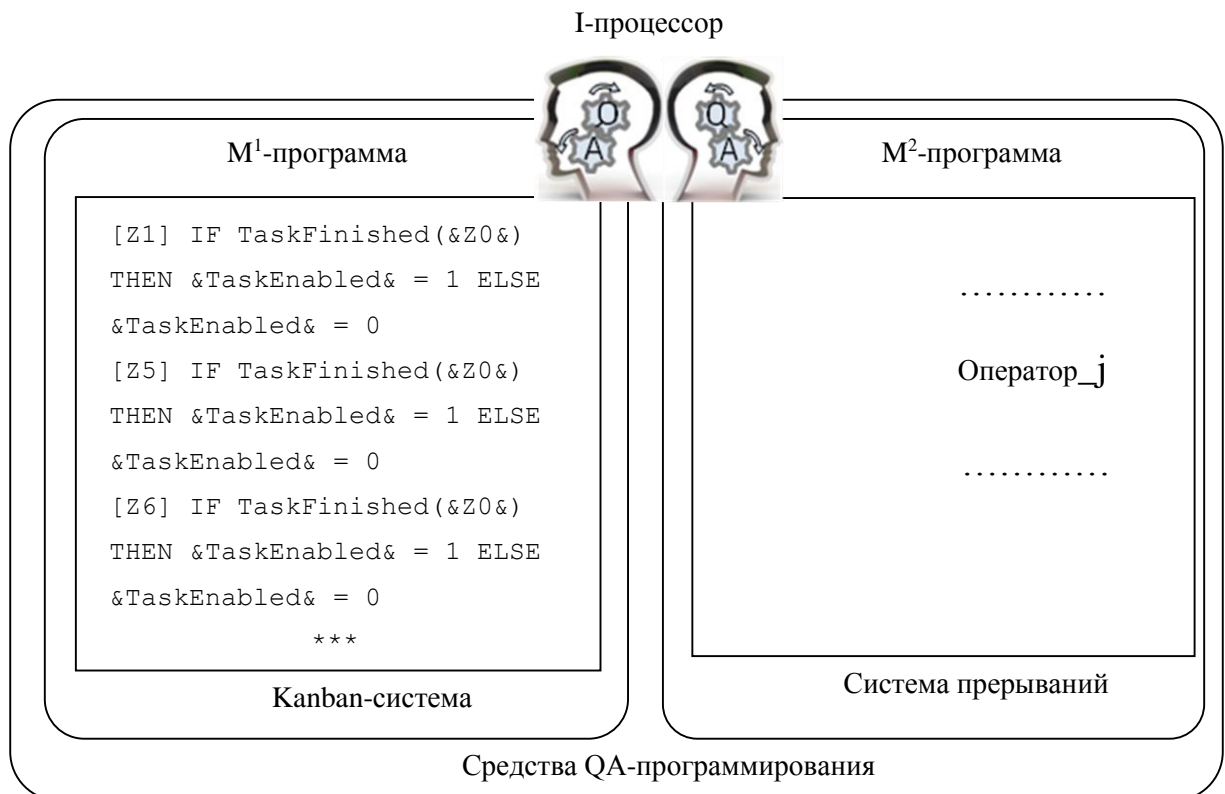 I-процессор
Q
A
Q
A
M¹-программа
[Z1] IF TaskFinished(&Z0&)
THEN &TaskEnabled& = 1 ELSE
&TaskEnabled& = 0
[Z5] IF TaskFinished(&Z0&)
THEN &TaskEnabled& = 1 ELSE
&TaskEnabled& = 0
[Z6] IF TaskFinished(&Z0&)
THEN &TaskEnabled& = 1 ELSE
&TaskEnabled& = 0
***
Kanban-система
M²-программа
............
Оператор_j
............
Система прерываний
Средства QA-программирования